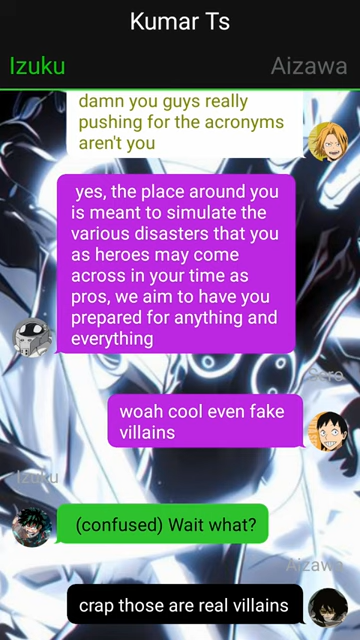 Kumar Ts
Izuku
Aizawa
damn you guys really
pushing for the acronyms
aren't you
yes, the place around you
is meant to simulate the
various disasters that you
as heroes may come
across in your time as
pros, we aim to have you
prepared for anything and
everything
Sero
woah cool even fake
villains
Izuku
(confused) Wait what?
Aizawa
crap those are real villains